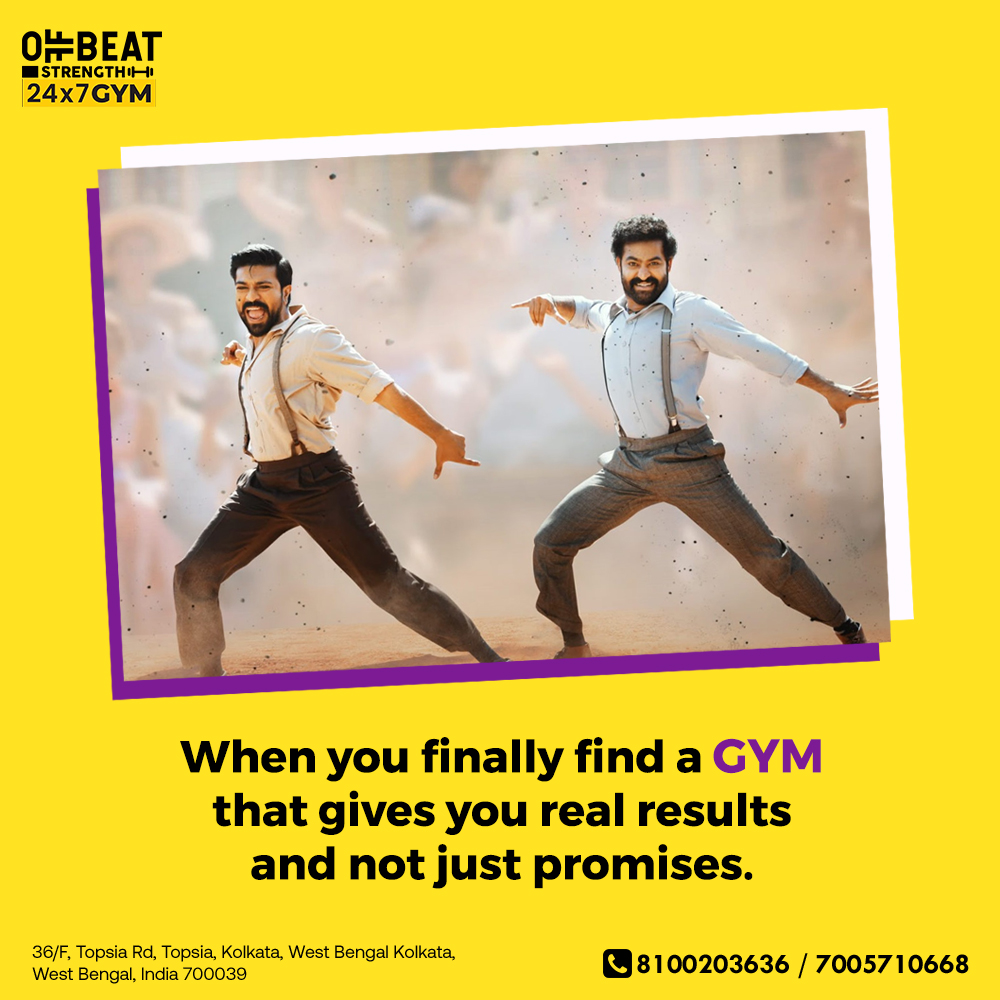 OFFBEAT
STRENGTH
24x7GYM
When you finally find a GYM
that gives you real results
and not just promises.
36/F, Topsia Rd, Topsia, Kolkata, West Bengal Kolkata,
West Bengal, India 700039
8100203636 / 7005710668